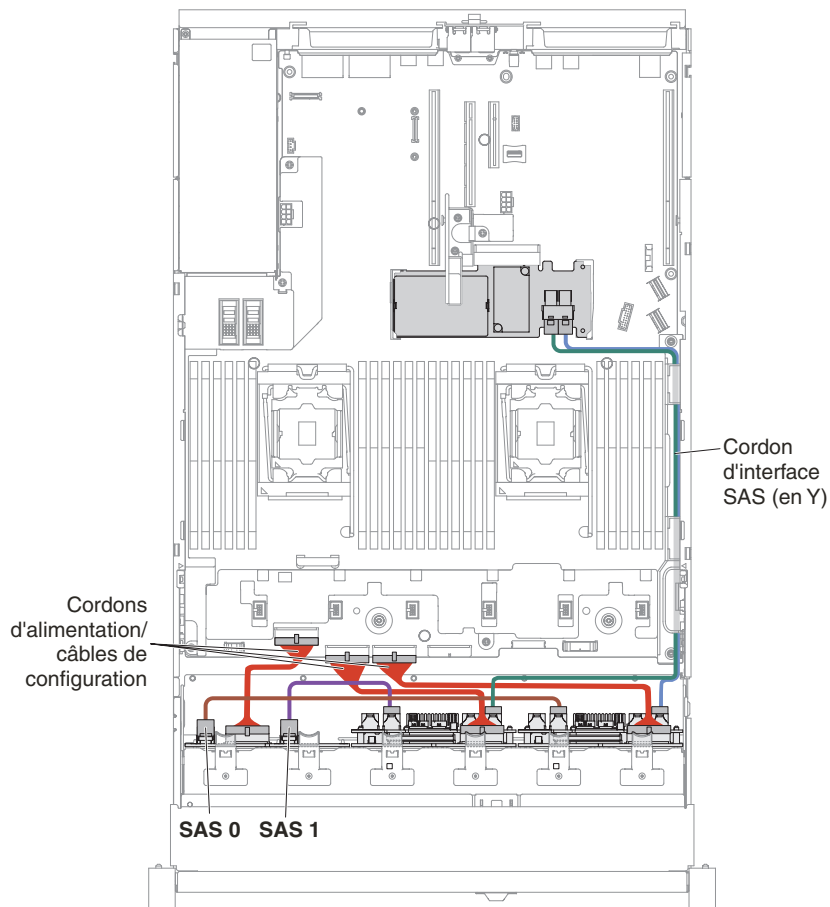 Cordon
d'interface
SAS (en Y)
Cordons
d'alimentation/
câbles de
configuration
SAS 0
SAS 1